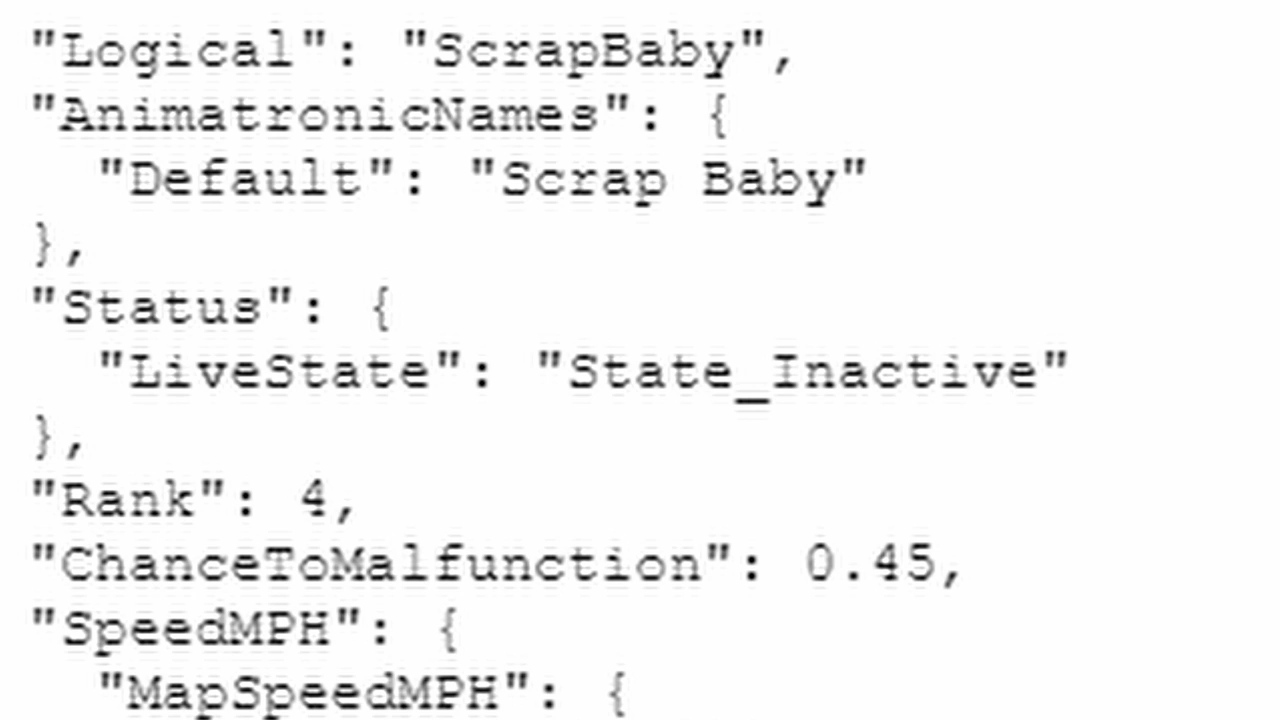 "Logical": "ScrapBaby",
"AnimatronicNames": {
  "Default": "Scrap Baby"
},
"Status": {
  "LiveState": "State_Inactive"
},
"Rank": 4,
"ChanceToMalfunction": 0.45,
"SpeedMPH": {
  "MapSpeedMPH": {